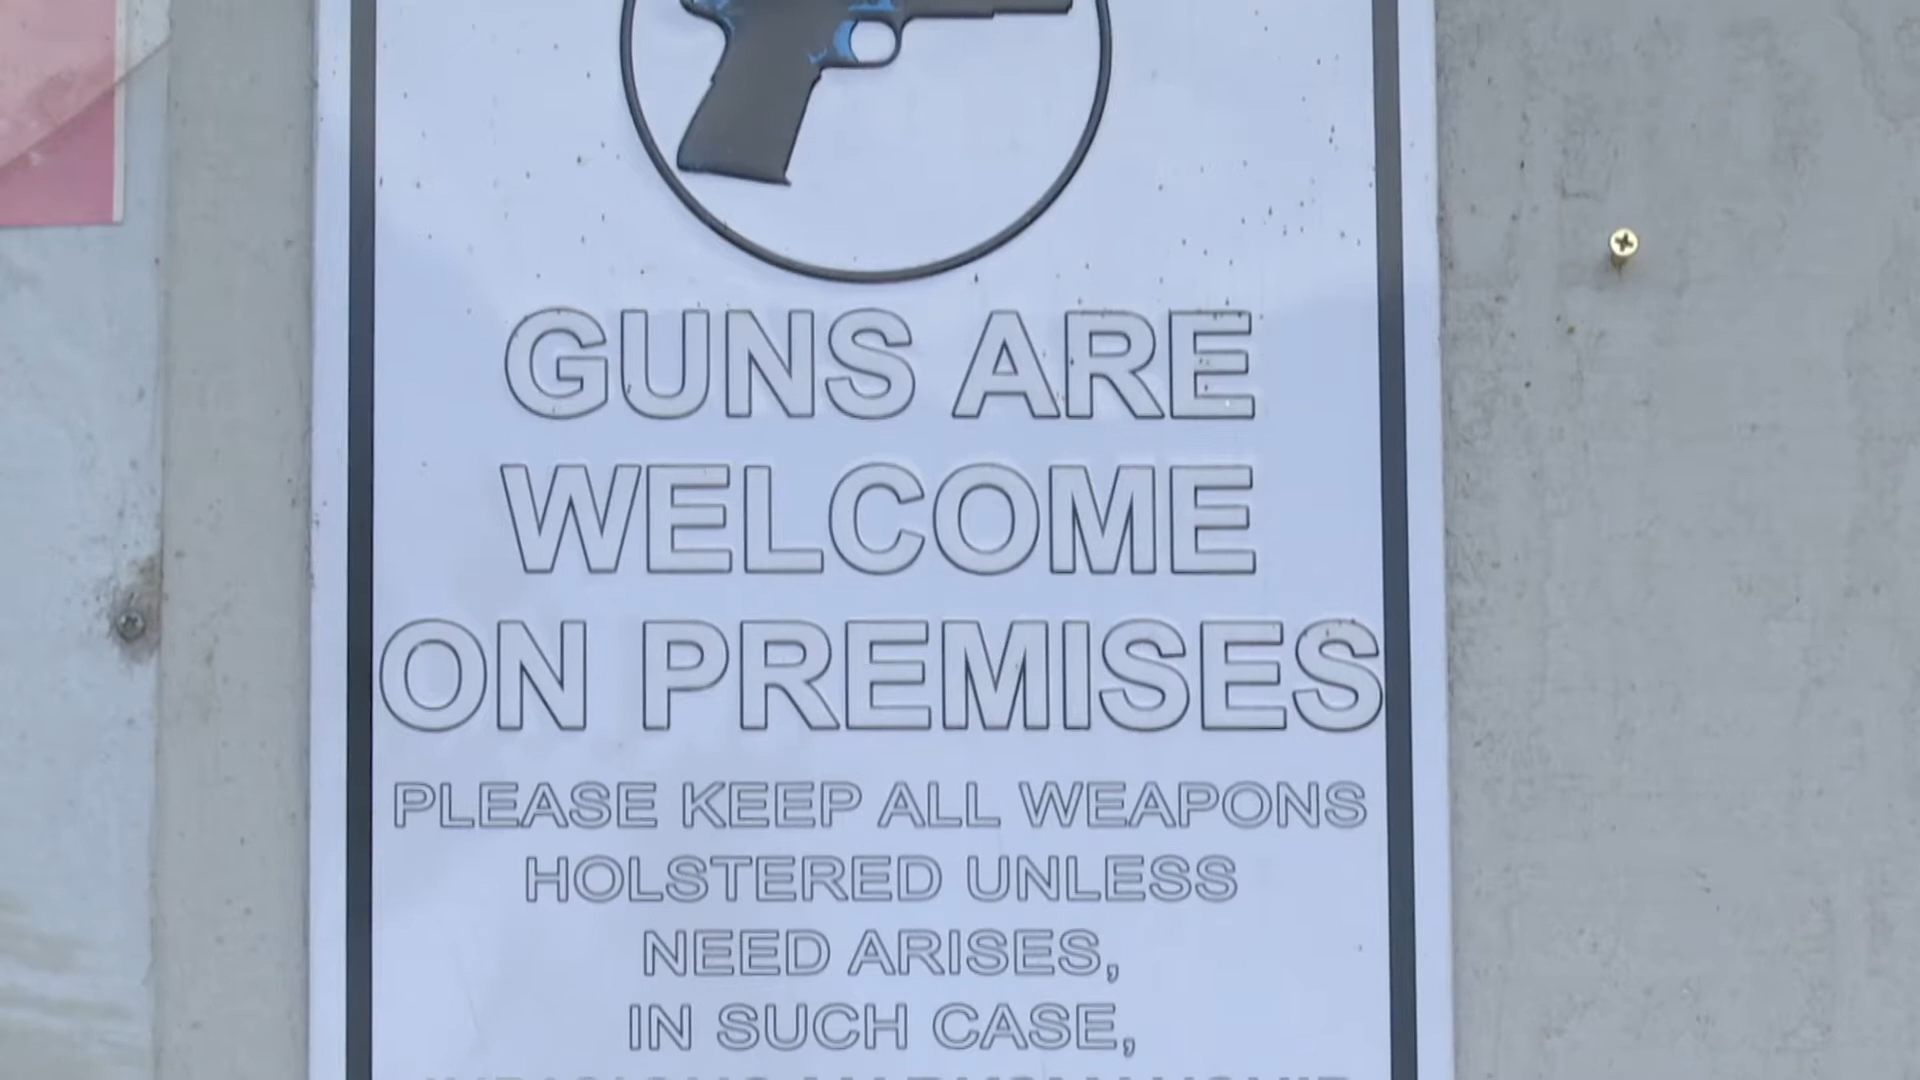 GUNS ARE
WELCOME
ON PREMISES
PLEASE KEEP ALL WEAPONS
HOLSTERED UNLESS
NEED ARISES,
IN SUCH CASE,